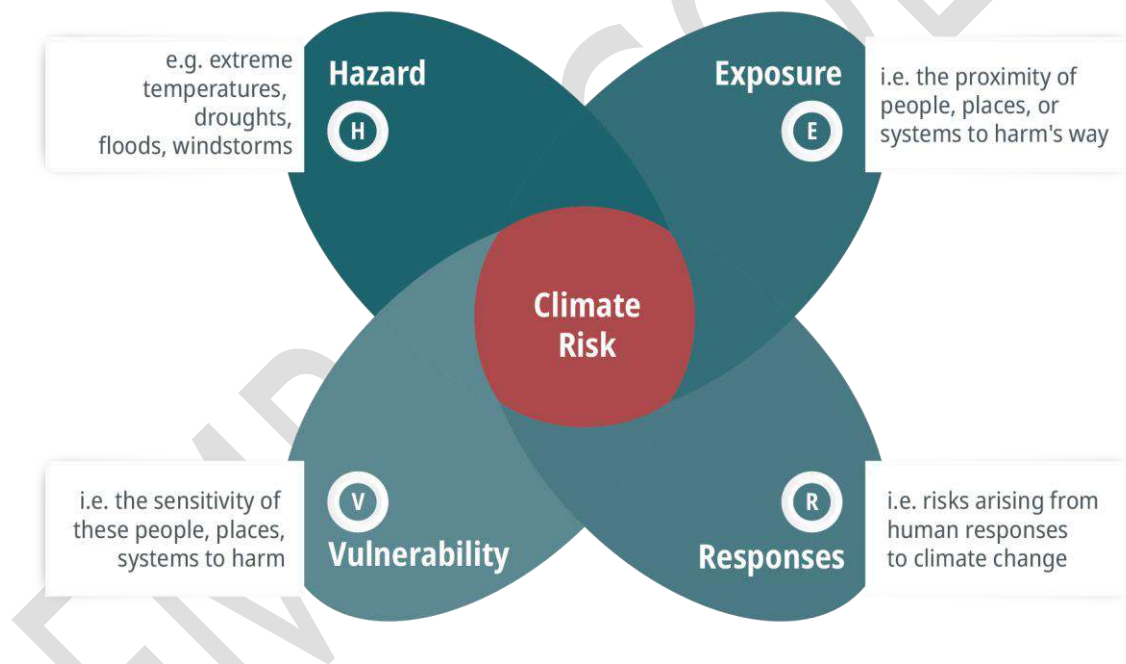 e.g. extreme
temperatures,
droughts,
floods, windstorms
Hazard
H
Exposure
E
i.e. the proximity of
people, places, or
systems to harm's way
Climate
Risk
i.e. the sensitivity of
these people, places,
systems to harm
V
Vulnerability
R
Responses
i.e. risks arising from
human responses
to climate change